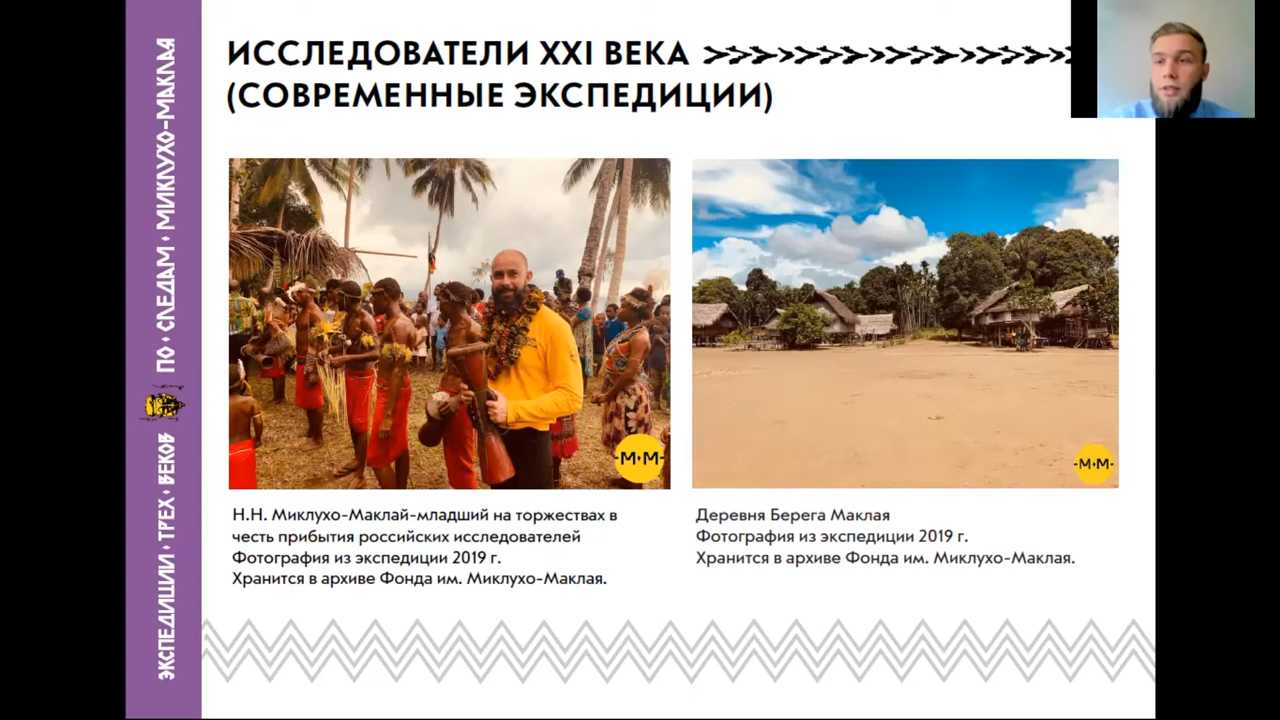 ИССЛЕДОВАТЕЛИ XXI ВЕКА
(СОВРЕМЕННЫЕ ЭКСПЕДИЦИИ)
ЭКСПЕДИЦИИ•ТРЕХ•ВЕКОВ ПО•СЛЕДАМ•МИКЛУХО-МАКЛАЯ
-М•М-
-М•М-
Н.Н. Миклухо-Маклай-младший на торжествах в
честь прибытия российских исследователей
Фотография из экспедиции 2019 г.
Хранится в архиве Фонда им. Миклухо-Маклая.
Деревня Берега Маклая
Фотография из экспедиции 2019 г.
Хранится в архиве Фонда им. Миклухо-Маклая.